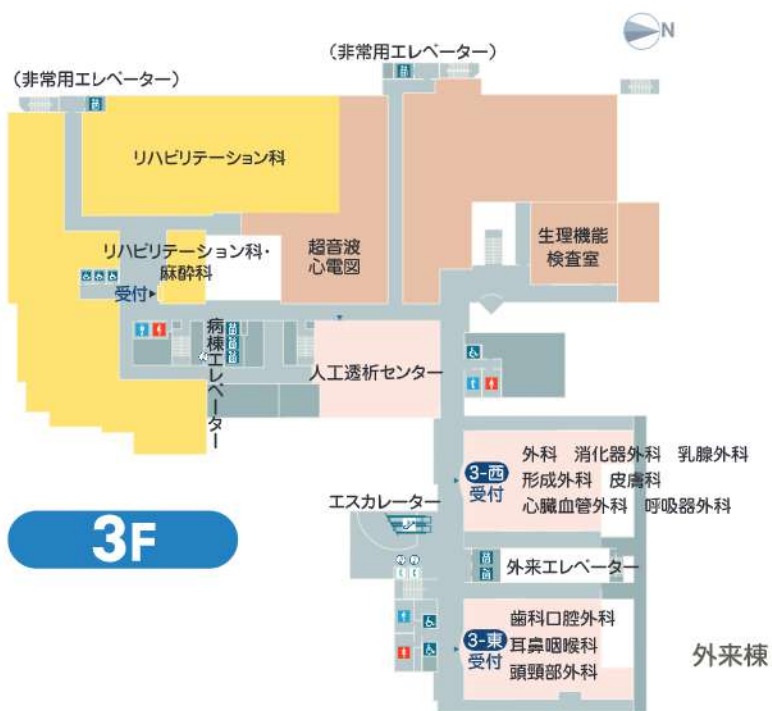 N
（非常用エレベーター）
（非常用エレベーター）
リハビリテーション科
リハビリテーション科・
麻酔科
受付
超音波
心電図
生理機能
検査室
病棟エレベーター
人工透析センター
3-西
受付
外科 消化器外科 乳腺外科
形成外科 皮膚科
心臓血管外科 呼吸器外科
エスカレーター
3F
外来エレベーター
3-東
受付
歯科口腔外科
耳鼻咽喉科
頭頸部外科
外来棟